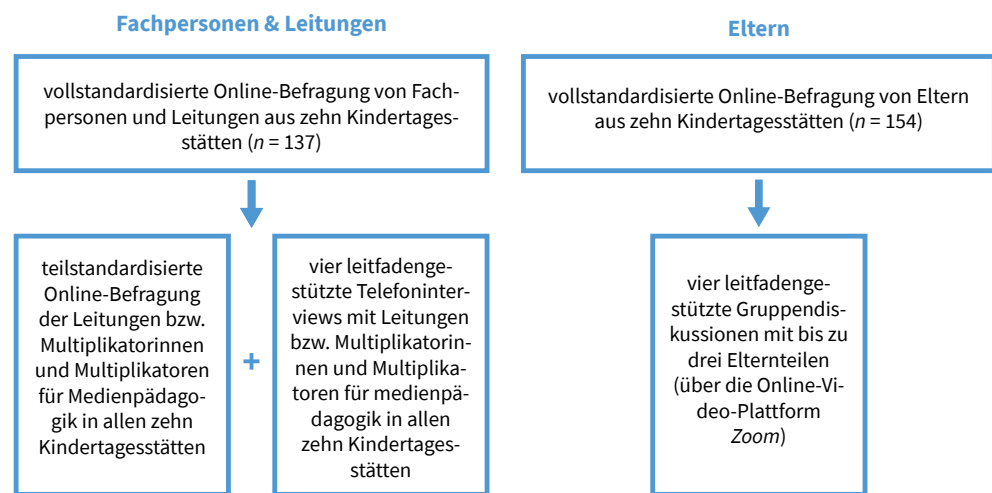 Fachpersonen & Leitungen
vollstandardisierte Online-Befragung von Fach-
personen und Leitungen aus zehn Kindertages-
stätten (n = 137)
teilstandardisierte
Online-Befragung
der Leitungen bzw.
Multiplikatorinnen
und Multiplikatoren
für Medienpädago-
gik in allen zehn
Kindertagesstätten
+
vier leitfadenge-
stützte Telefoninter-
views mit Leitungen
bzw. Multiplikatorin-
nen und Multiplika-
toren für medienpä-
dagogik in allen
zehn Kindertages-
stätten
Eltern
vollstandardisierte Online-Befragung von Eltern
aus zehn Kindertagesstätten (n = 154)
vier leitfadenge-
stützte Gruppendis-
kussionen mit bis zu
drei Elternteilen
(über die Online-Vi-
deo-Plattform
Zoom)